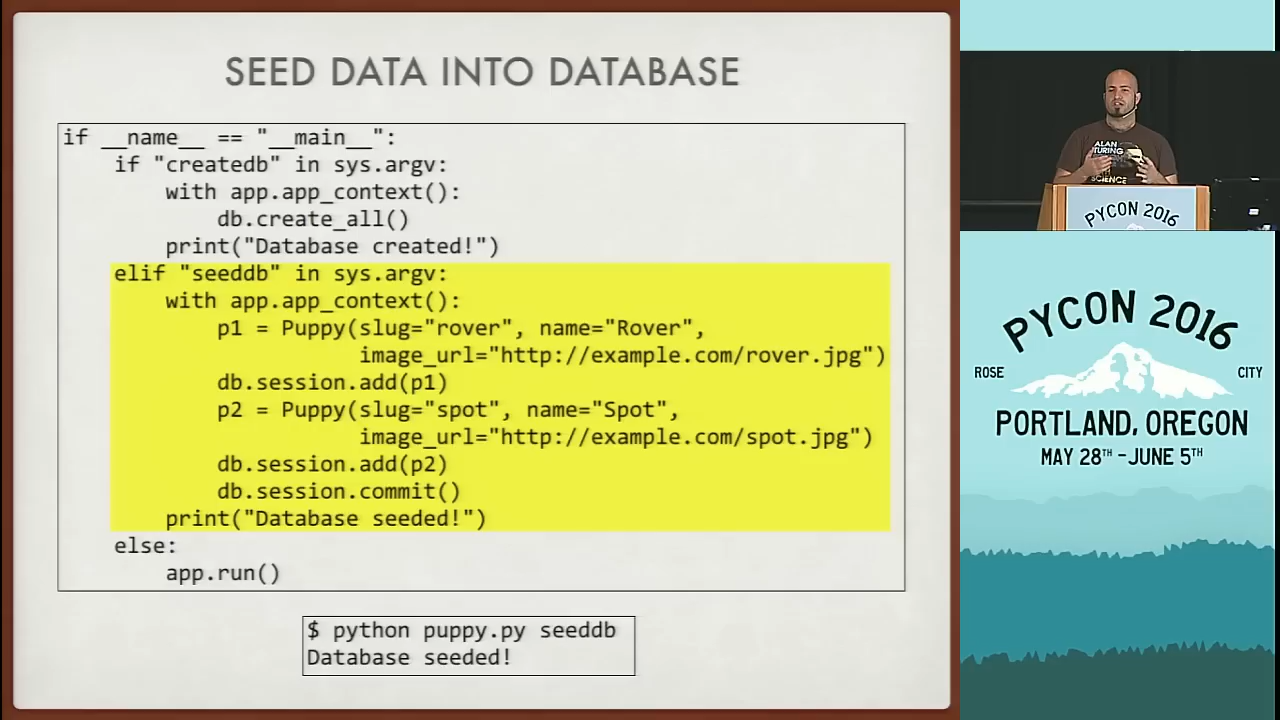 SEED DATA INTO DATABASE
if __name__ == "__main__":
    if "createdb" in sys.argv:
        with app.app_context():
            db.create_all()
        print("Database created!")
    elif "seeddb" in sys.argv:
        with app.app_context():
            p1 = Puppy(slug="rover", name="Rover",
                       image_url="http://example.com/rover.jpg")
            db.session.add(p1)
            p2 = Puppy(slug="spot", name="Spot",
                       image_url="http://example.com/spot.jpg")
            db.session.add(p2)
            db.session.commit()
        print("Database seeded!")
    else:
        app.run()
$ python puppy.py seeddb
Database seeded!
ALAN
TURING
SCIENCE
PYCON 2016
PYCON 2016
ROSE CITY
PORTLAND, OREGON
MAY 28TH - JUNE 5TH